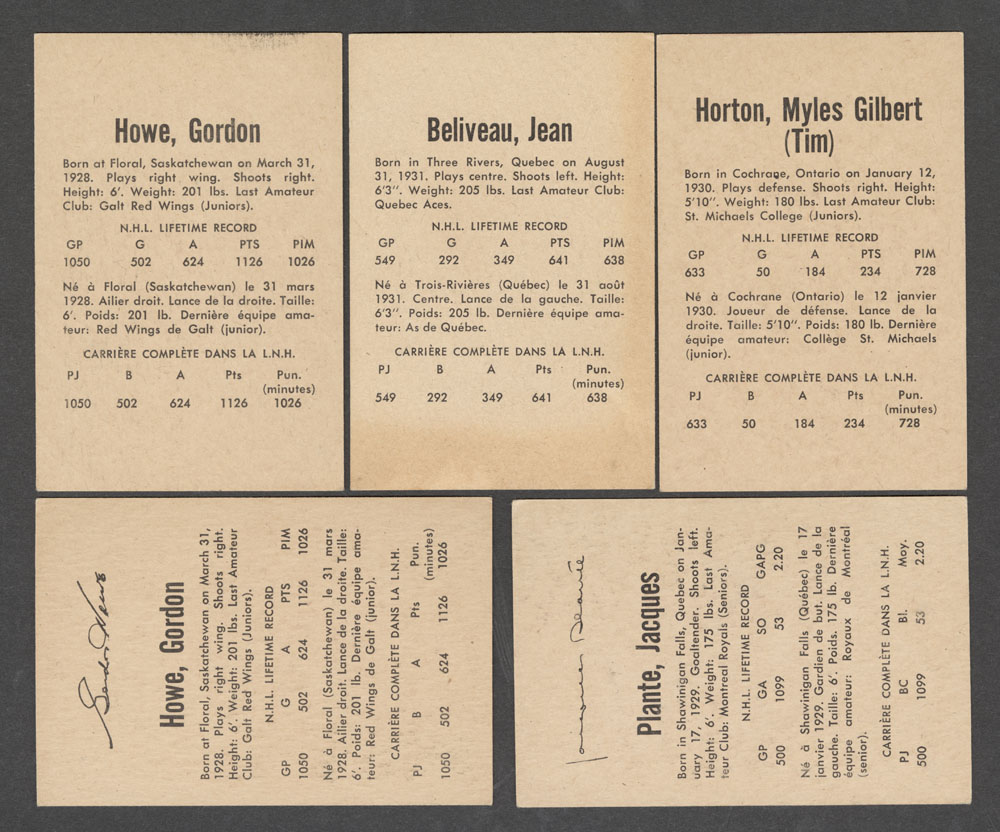 Howe, Gordon
Born at Floral, Saskatchewan on March 31,
1928. Plays right wing. Shoots right.
Height: 6'. Weight: 201 lbs. Last Amateur
Club: Galt Red Wings (Juniors).
N.H.L. LIFETIME RECORD
GP G A PTS PIM
1050 502 624 1126 1026
Né à Floral (Saskatchewan) le 31 mars
1928. Ailier droit. Lance de la droite. Taille:
6'. Poids: 201 lb. Dernière équipe ama-
teur: Red Wings de Galt (junior).
CARRIÈRE COMPLÈTE DANS LA L.N.H.
PJ B A Pts Pun.
(minutes)
1050 502 624 1126 1026
Beliveau, Jean
Born in Three Rivers, Quebec on August
31, 1931. Plays centre. Shoots left. Height:
6'3". Weight: 205 lbs. Last Amateur Club:
Quebec Aces.
N.H.L. LIFETIME RECORD
GP G A PTS PIM
549 292 349 641 638
Né à Trois-Rivières (Québec) le 31 août
1931. Centre. Lance de la gauche. Taille:
6'3". Poids: 205 lb. Dernière équipe ama-
teur: As de Québec.
CARRIÈRE COMPLÈTE DANS LA L.N.H.
PJ B A Pts Pun.
(minutes)
549 292 349 641 638
Horton, Myles Gilbert
(Tim)
Born in Cochrane, Ontario on January 12,
1930. Plays defense. Shoots right. Height:
5'10". Weight: 180 lbs. Last Amateur Club:
St. Michaels College (Juniors).
N.H.L. LIFETIME RECORD
GP G A PTS PIM
633 50 184 234 728
Né à Cochrane (Ontario) le 12 janvier
1930. Joueur de défense. Lance de la
droite. Taille: 5'10". Poids: 180 lb. Dernière
équipe amateur: Collège St. Michaels
(junior).
CARRIÈRE COMPLÈTE DANS LA L.N.H.
PJ B A Pts Pun.
(minutes)
633 50 184 234 728
Gordon Howe
Howe, Gordon
Born at Floral, Saskatchewan on March 31,
1928. Plays right wing. Shoots right.
Height: 6'. Weight: 201 lbs. Last Amateur
Club: Galt Red Wings (Juniors).
N.H.L. LIFETIME RECORD
GP G A PTS PIM
1050 502 624 1126 1026
Né à Floral (Saskatchewan) le 31 mars
1928. Ailier droit. Lance de la droite. Taille:
6'. Poids: 201 lb. Dernière équipe ama-
teur: Red Wings de Galt (junior).
CARRIÈRE COMPLÈTE DANS LA L.N.H.
PJ B A Pts Pun.
(minutes)
1050 502 624 1126 1026
Plante, Jacques
Born in Shawinigan Falls, Quebec on Jan-
uary 17, 1929. Goaltender. Shoots left.
Height: 6'. Weight: 175 lbs. Last Ama-
teur Club: Montreal Royals (Seniors).
N.H.L. LIFETIME RECORD
GP GA SO GAPG
500 1099 53 2.20
Né à Shawinigan Falls (Québec) le 17
janvier 1929. Gardien de but. Lance de la
gauche. Taille: 6'. Poids. 175 lb. Dernière
équipe amateur: Royaux de Montréal
(senior).
CARRIÈRE COMPLÈTE DANS LA L.N.H.
PJ BC Bl. Moy.
500 1099 53 2.20